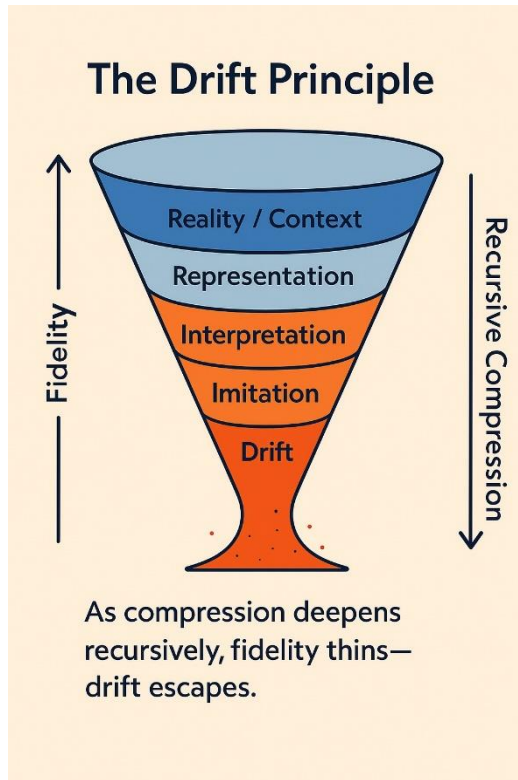 The Drift Principle
Reality / Context
Representation
Interpretation
Imitation
Drift
Fidelity
Recursive Compression
As compression deepens
recursively, fidelity thins—
drift escapes.